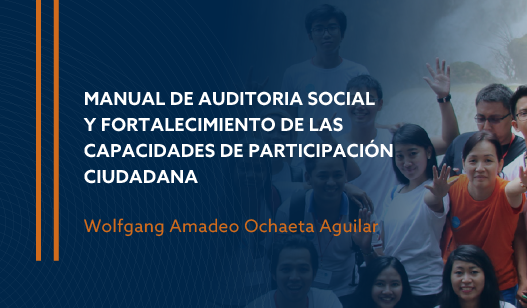 MANUAL DE AUDITORIA SOCIAL
Y FORTALECIMIENTO DE LAS
CAPACIDADES DE PARTICIPACIÓN
CIUDADANA
Wolfgang Amadeo Ochaeta Aguilar